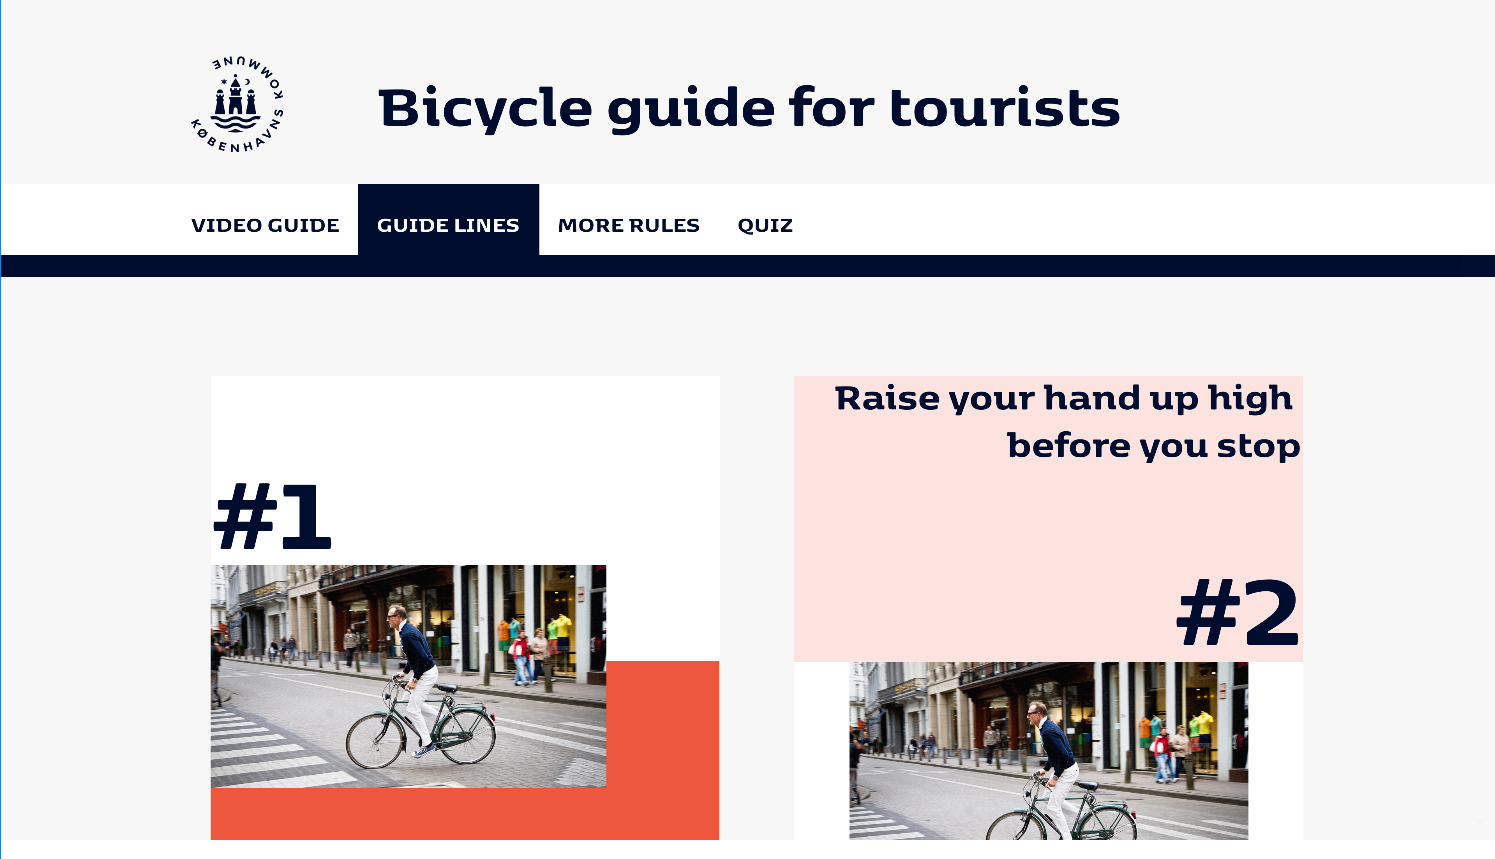 KØBENHAVNS KOMMUNE
Bicycle guide for tourists
VIDEO GUIDE
GUIDE LINES
MORE RULES
QUIZ
#1
Raise your hand up high
before you stop
#2